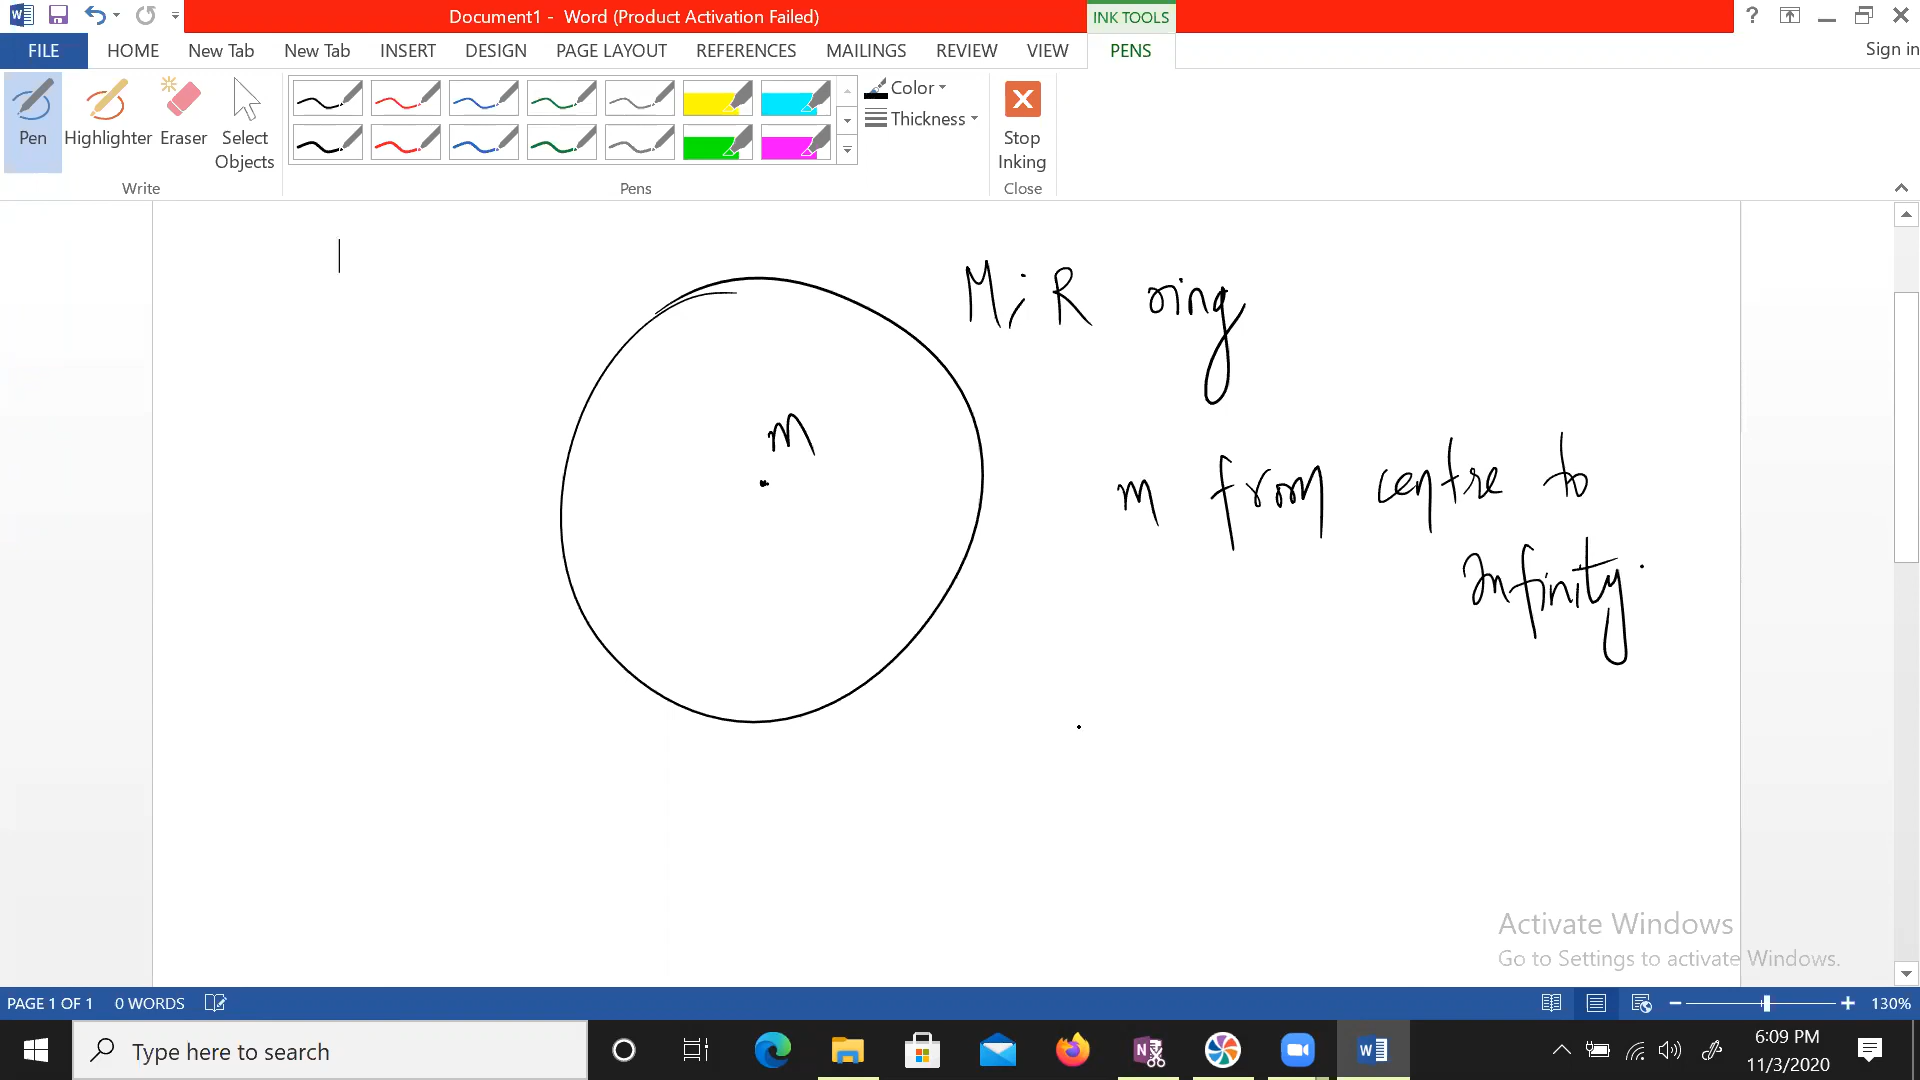 Document1 - Word (Product Activation Failed)
INK TOOLS
?
FILE HOME New Tab New Tab INSERT DESIGN PAGE LAYOUT REFERENCES MAILINGS REVIEW VIEW PENS Sign in
Pen Highlighter Eraser Select Objects
Color
Thickness
Stop Inking
Write Pens Close
M, R ring
m
m from centre to
infinity.
Activate Windows
Go to Settings to activate Windows.
PAGE 1 OF 1 0 WORDS 130%
Type here to search
6:09 PM
11/3/2020